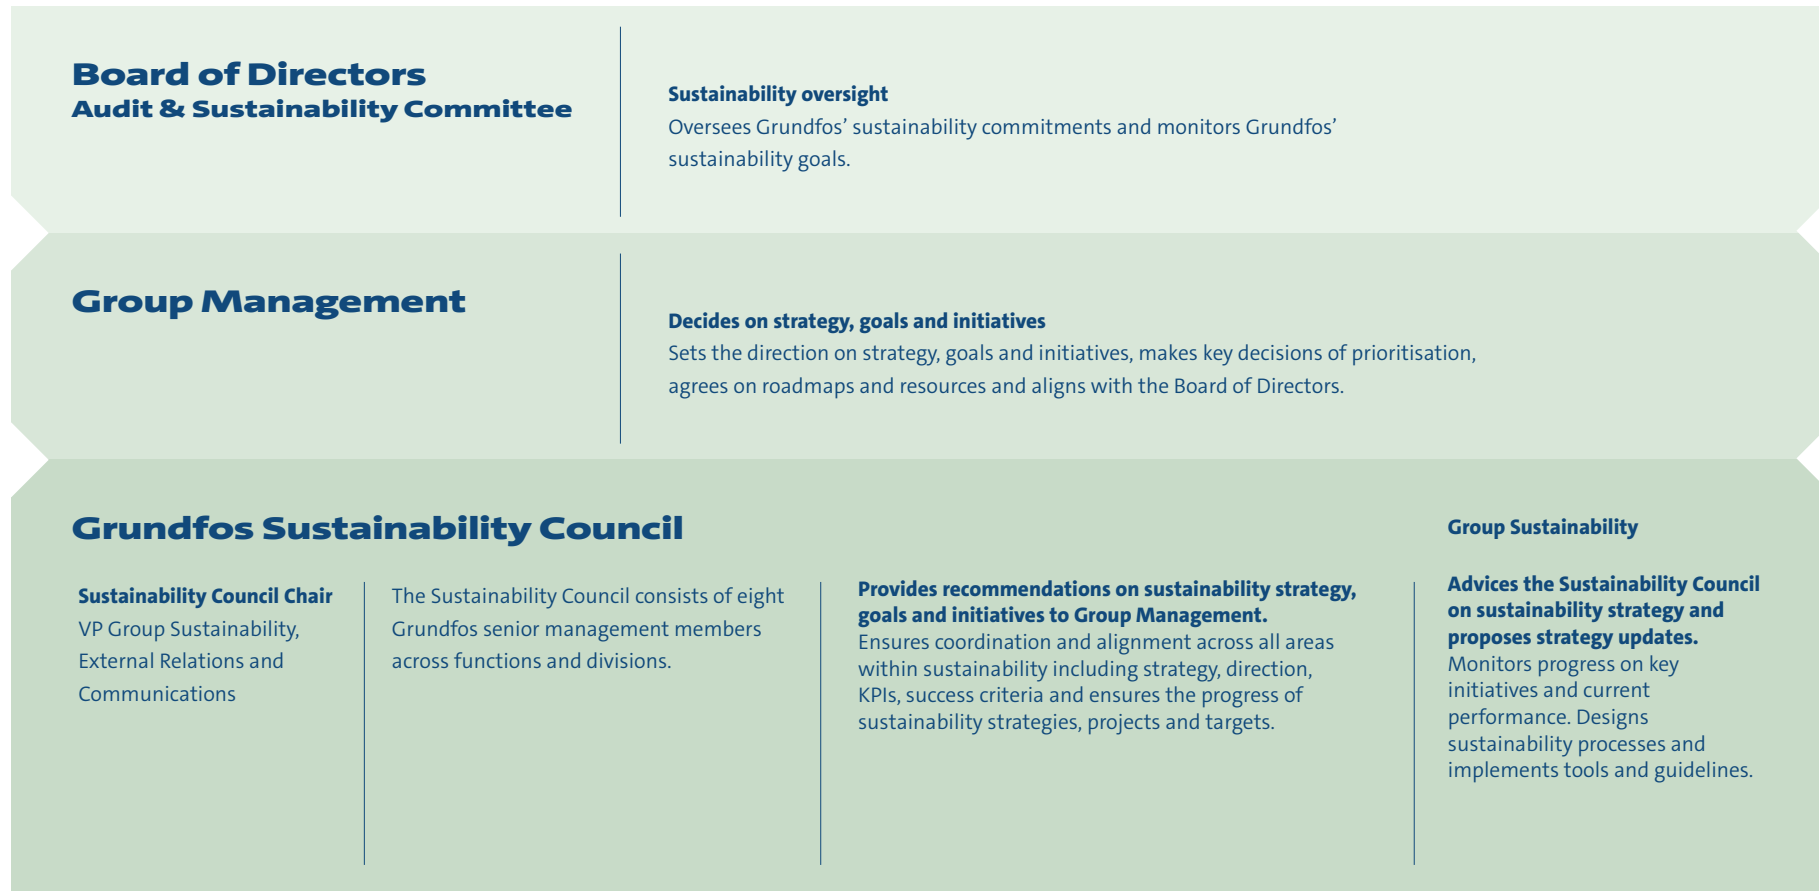 Board of Directors
Audit & Sustainability Committee
Sustainability oversight
Oversees Grundfos’ sustainability commitments and monitors Grundfos’
sustainability goals.
Group Management
Decides on strategy, goals and initiatives
Sets the direction on strategy, goals and initiatives, makes key decisions of prioritisation,
agrees on roadmaps and resources and aligns with the Board of Directors.
Grundfos Sustainability Council
Sustainability Council Chair
VP Group Sustainability,
External Relations and
Communications
The Sustainability Council consists of eight
Grundfos senior management members
across functions and divisions.
Provides recommendations on sustainability strategy,
goals and initiatives to Group Management.
Ensures coordination and alignment across all areas
within sustainability including strategy, direction,
KPIs, success criteria and ensures the progress of
sustainability strategies, projects and targets.
Group Sustainability
Advices the Sustainability Council
on sustainability strategy and
proposes strategy updates.
Monitors progress on key
initiatives and current
performance. Designs
sustainability processes and
implements tools and guidelines.